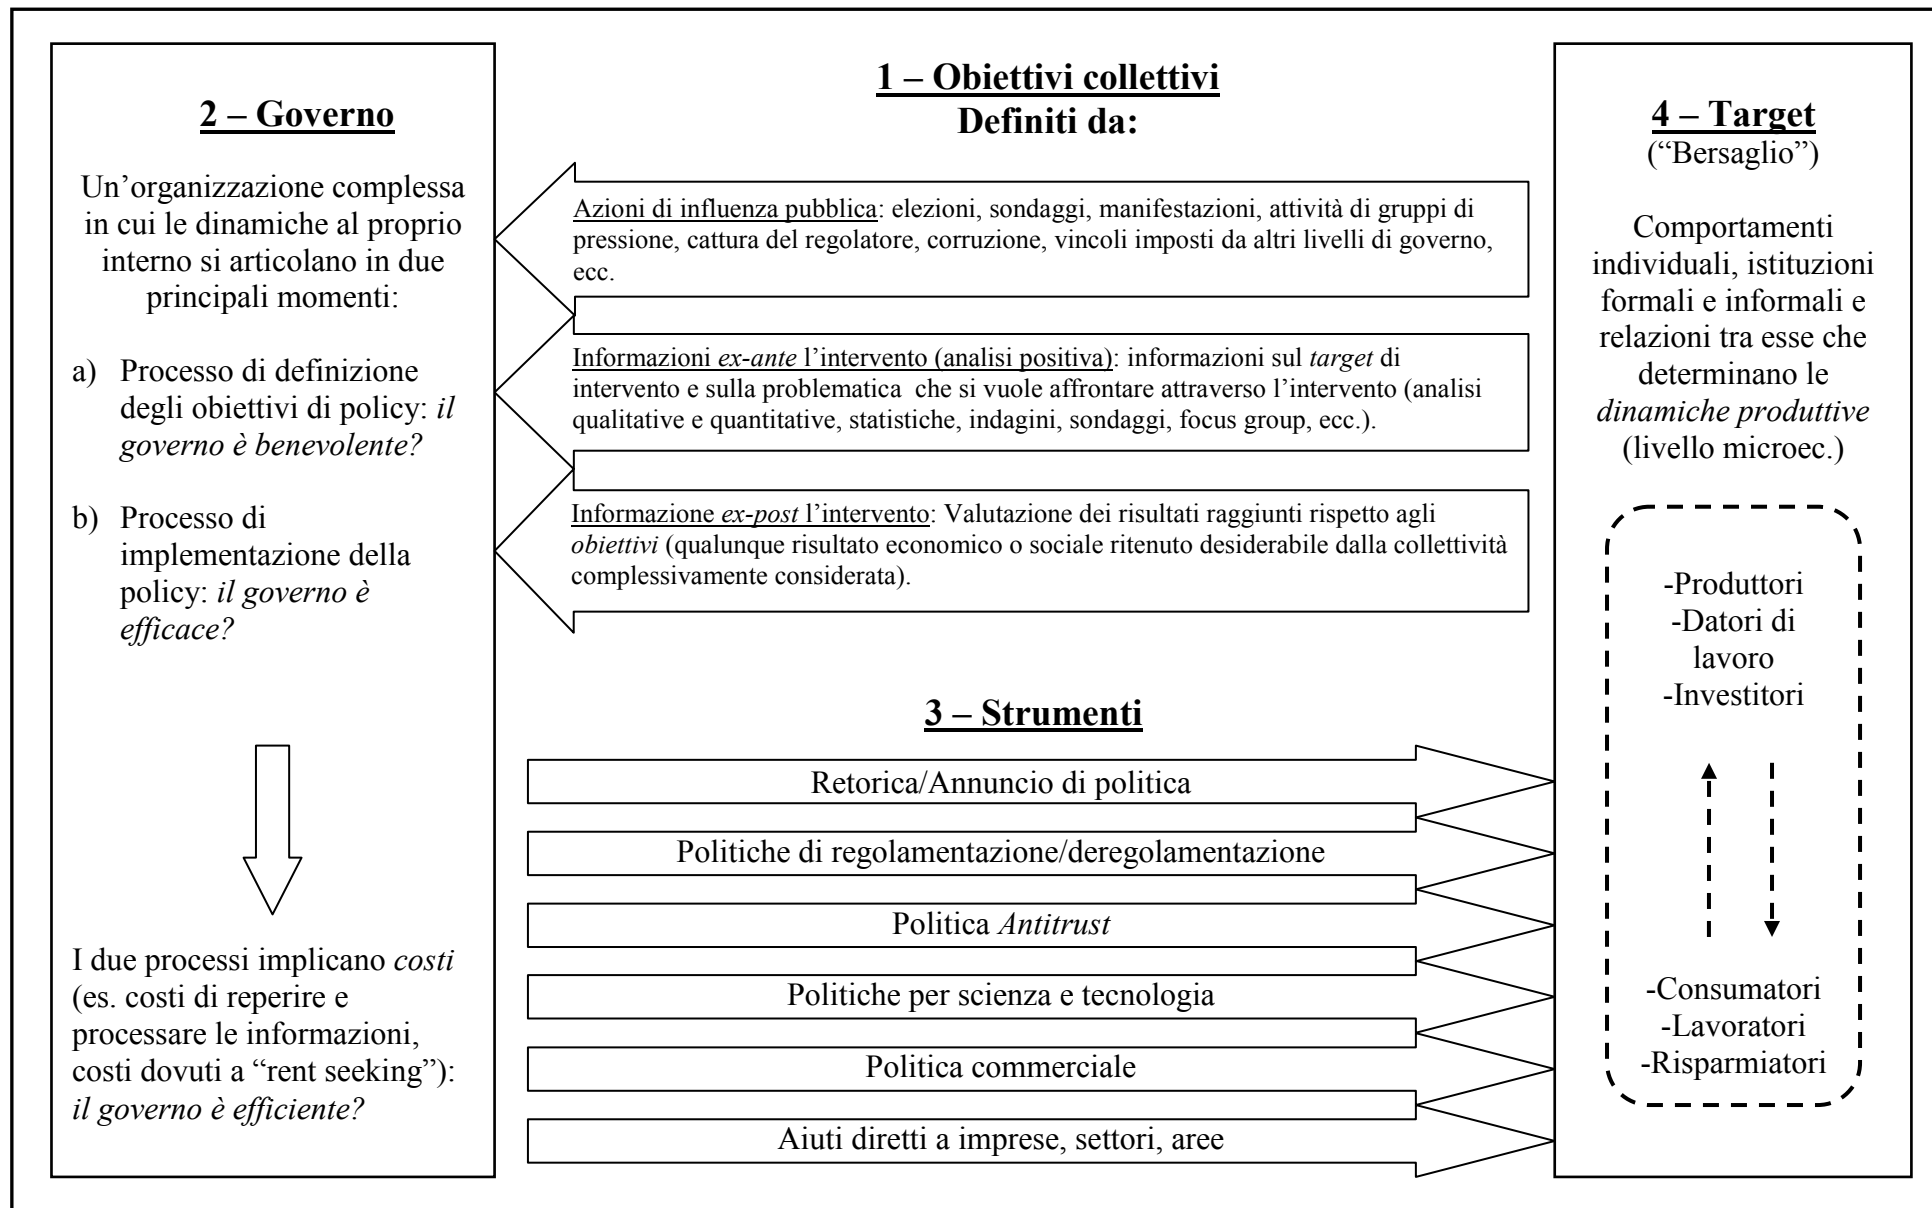 2 – Governo
Un’organizzazione complessa
in cui le dinamiche al proprio
interno si articolano in due
principali momenti:
a) Processo di definizione
degli obiettivi di policy: il
governo è benevolente?
b) Processo di
implementazione della
policy: il governo è
efficace?
I due processi implicano costi
(es. costi di reperire e
processare le informazioni,
costi dovuti a “rent seeking”):
il governo è efficiente?
1 – Obiettivi collettivi
Definiti da:
Azioni di influenza pubblica: elezioni, sondaggi, manifestazioni, attività di gruppi di
pressione, cattura del regolatore, corruzione, vincoli imposti da altri livelli di governo,
ecc.
Informazioni ex-ante l’intervento (analisi positiva): informazioni sul target di
intervento e sulla problematica che si vuole affrontare attraverso l’intervento (analisi
qualitative e quantitative, statistiche, indagini, sondaggi, focus group, ecc.).
Informazione ex-post l’intervento: Valutazione dei risultati raggiunti rispetto agli
obiettivi (qualunque risultato economico o sociale ritenuto desiderabile dalla collettività
complessivamente considerata).
3 – Strumenti
Retorica/Annuncio di politica
Politiche di regolamentazione/deregolamentazione
Politica Antitrust
Politiche per scienza e tecnologia
Politica commerciale
Aiuti diretti a imprese, settori, aree
4 – Target
(“Bersaglio”)
Comportamenti
individuali, istituzioni
formali e informali e
relazioni tra esse che
determinano le
dinamiche produttive
(livello microec.)
-Produttori
-Datori di
lavoro
-Investitori
-Consumatori
-Lavoratori
-Risparmiatori